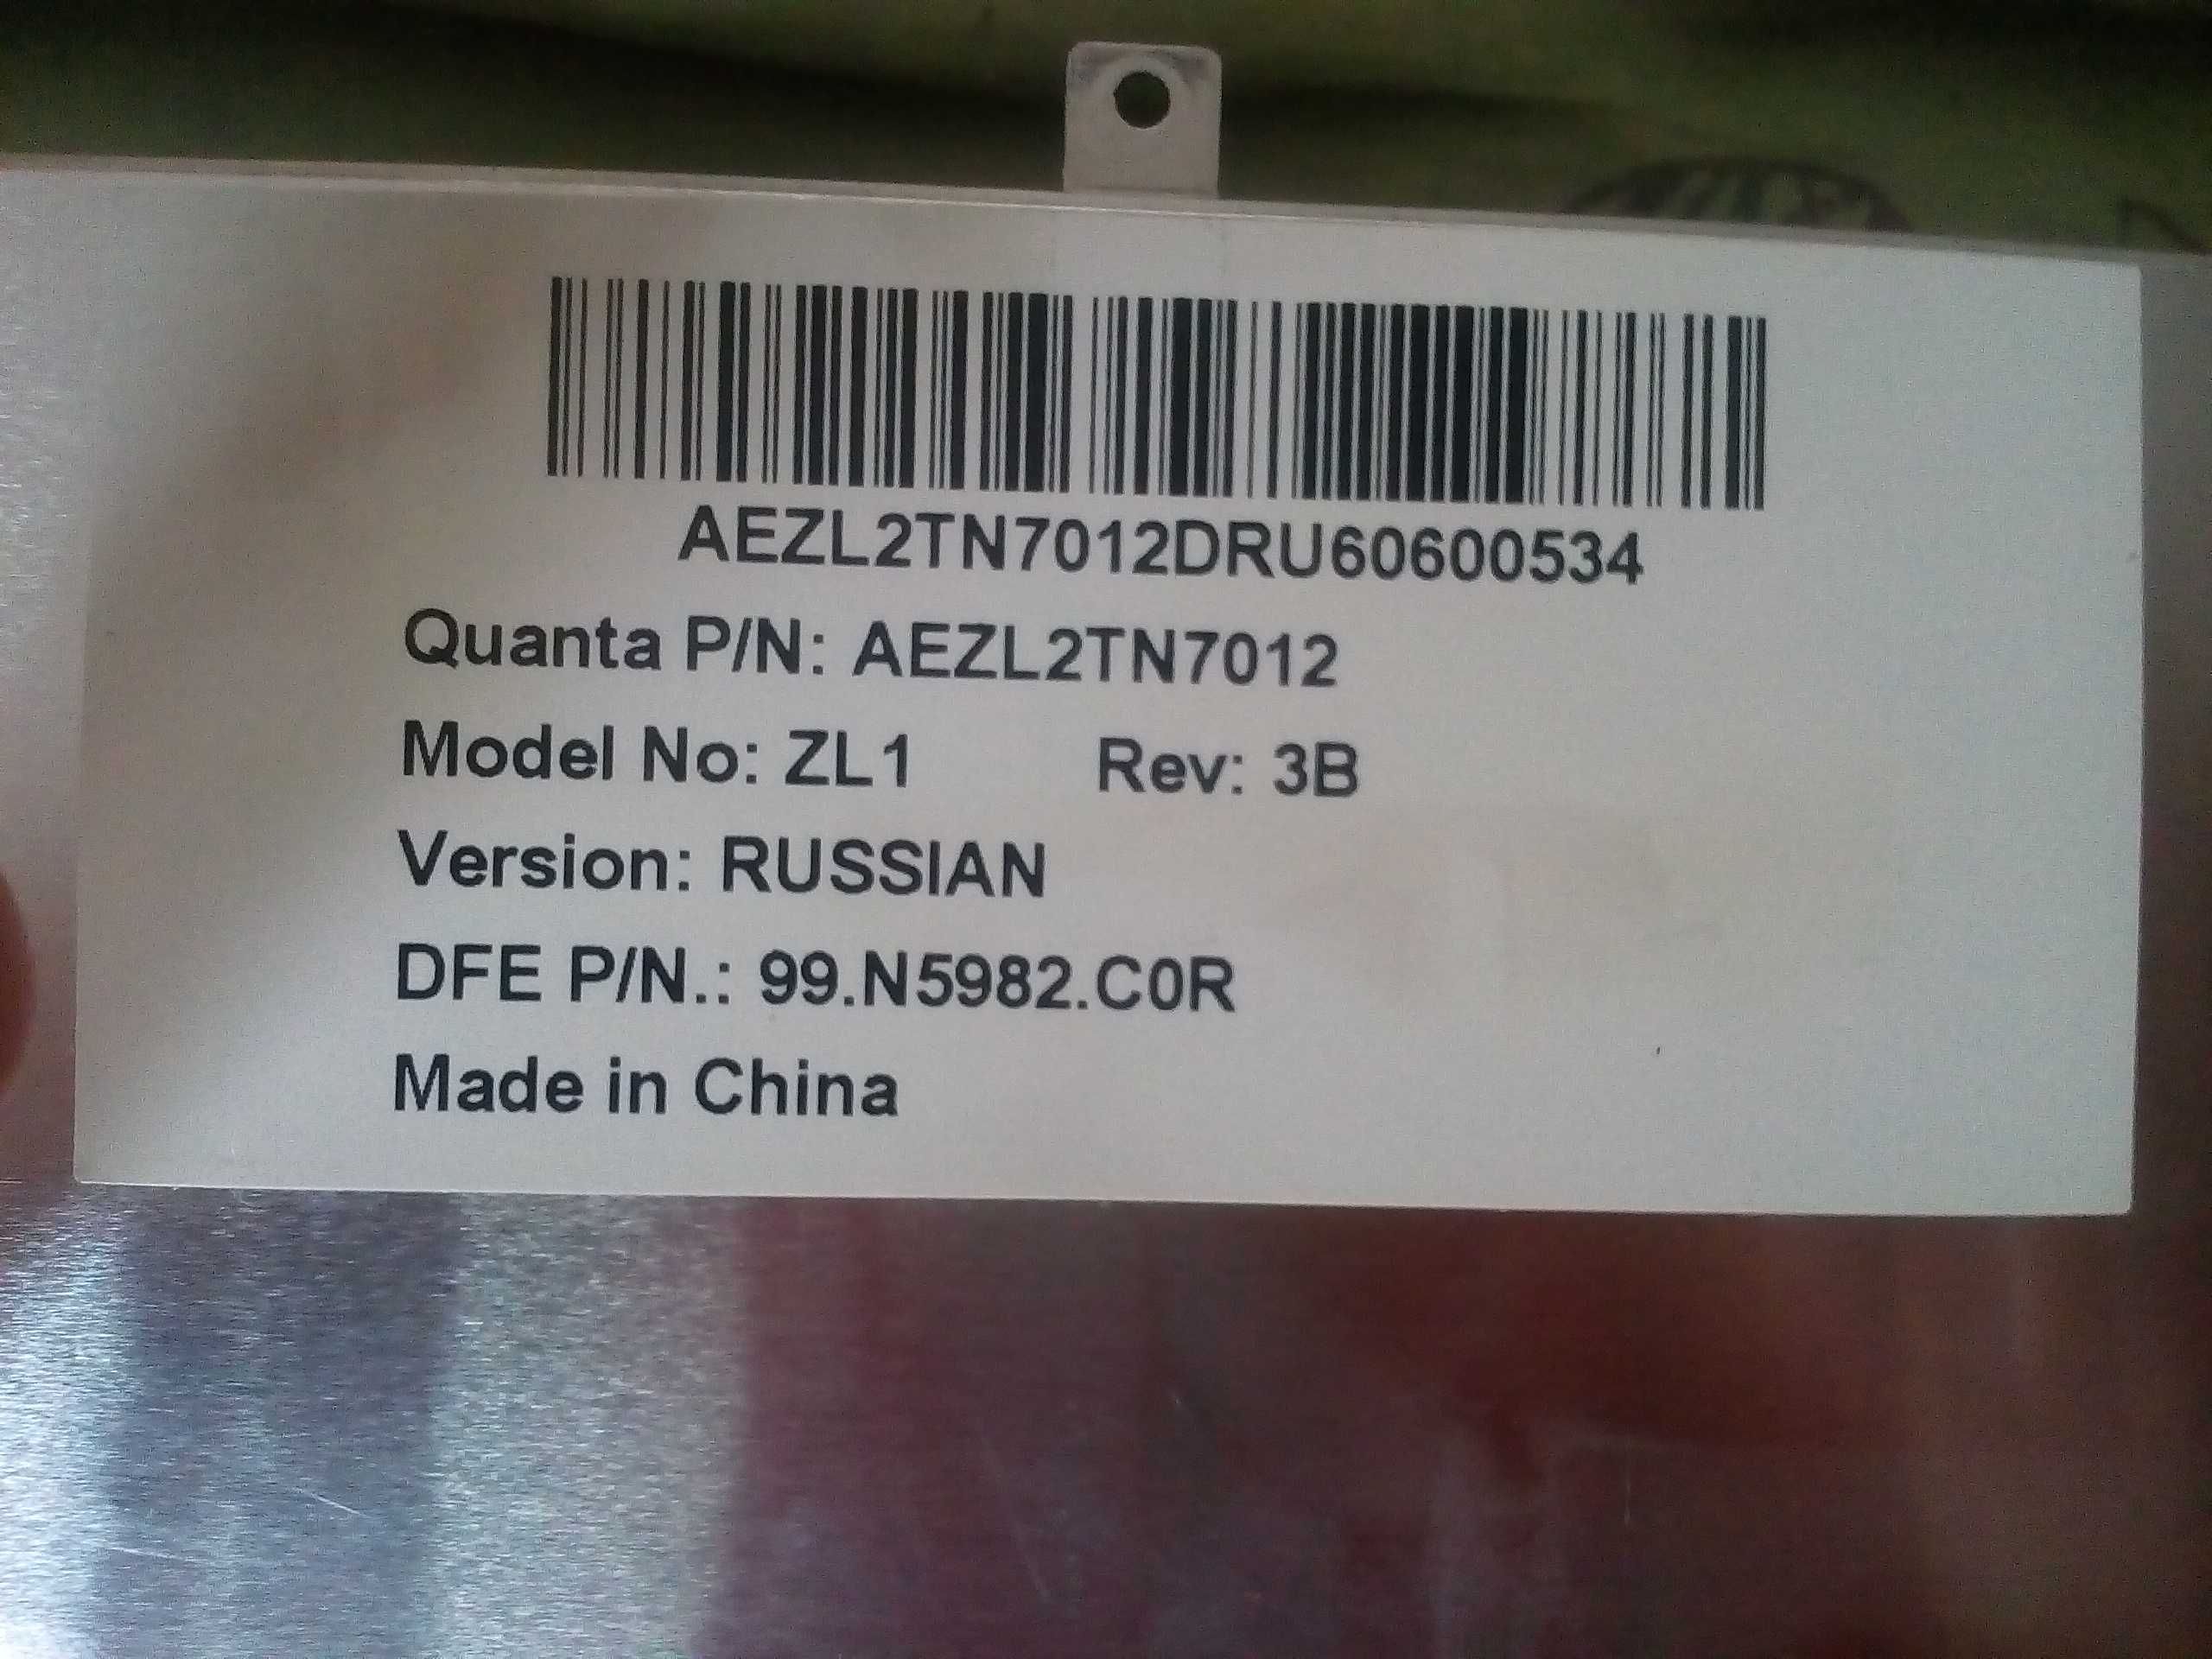 AEZL2TN7012DRU60600534
Quanta P/N: AEZL2TN7012
Model No: ZL1 Rev: 3B
Version: RUSSIAN
DFE P/N.: 99.N5982.C0R
Made in China